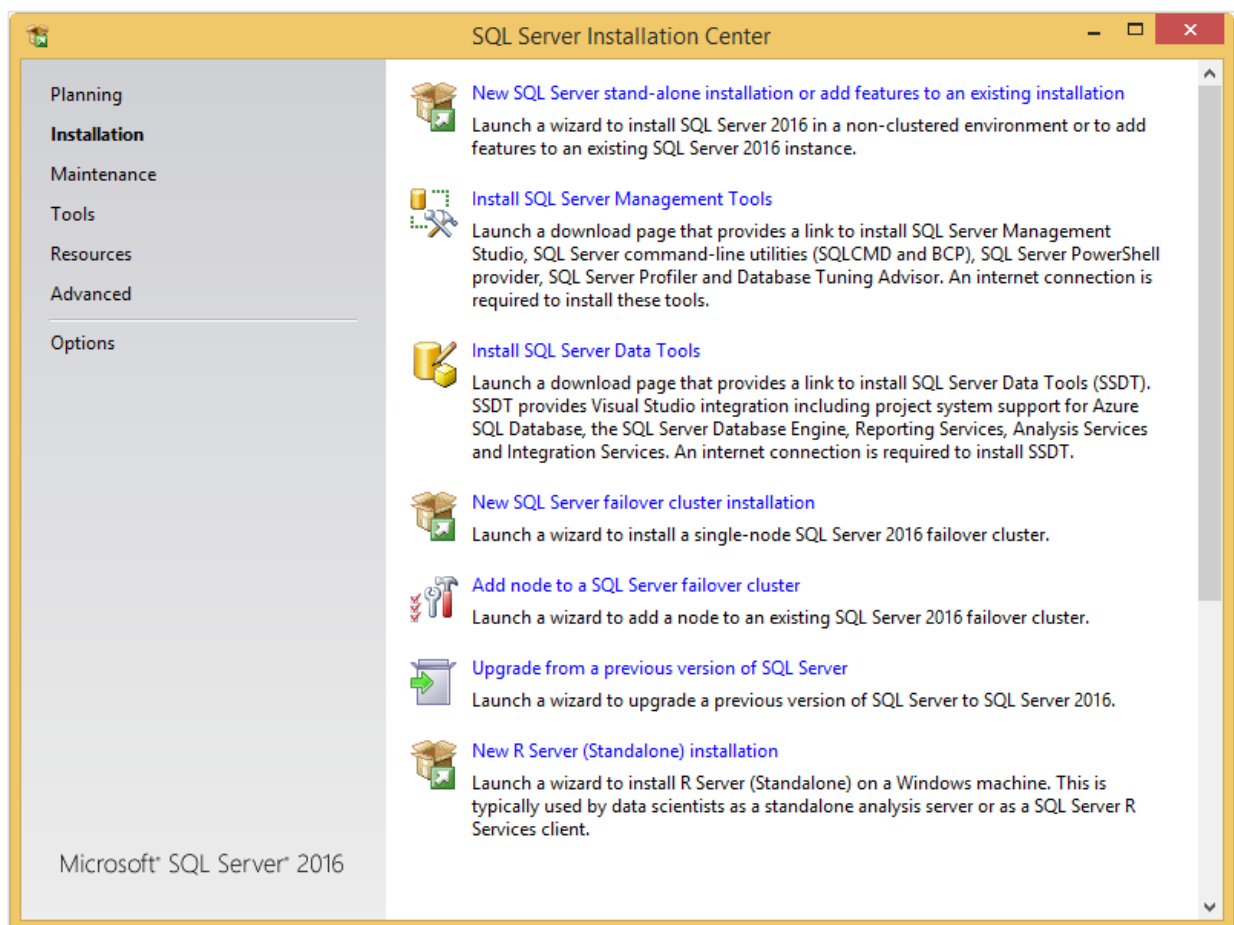 SQL Server Installation Center
Planning
Installation
Maintenance
Tools
Resources
Advanced
Options
Microsoft® SQL Server® 2016
New SQL Server stand-alone installation or add features to an existing installation
Launch a wizard to install SQL Server 2016 in a non-clustered environment or to add
features to an existing SQL Server 2016 instance.
Install SQL Server Management Tools
Launch a download page that provides a link to install SQL Server Management
Studio, SQL Server command-line utilities (SQLCMD and BCP), SQL Server PowerShell
provider, SQL Server Profiler and Database Tuning Advisor. An internet connection is
required to install these tools.
Install SQL Server Data Tools
Launch a download page that provides a link to install SQL Server Data Tools (SSDT).
SSDT provides Visual Studio integration including project system support for Azure
SQL Database, the SQL Server Database Engine, Reporting Services, Analysis Services
and Integration Services. An internet connection is required to install SSDT.
New SQL Server failover cluster installation
Launch a wizard to install a single-node SQL Server 2016 failover cluster.
Add node to a SQL Server failover cluster
Launch a wizard to add a node to an existing SQL Server 2016 failover cluster.
Upgrade from a previous version of SQL Server
Launch a wizard to upgrade a previous version of SQL Server to SQL Server 2016.
New R Server (Standalone) installation
Launch a wizard to install R Server (Standalone) on a Windows machine. This is
typically used by data scientists as a standalone analysis server or as a SQL Server R
Services client.